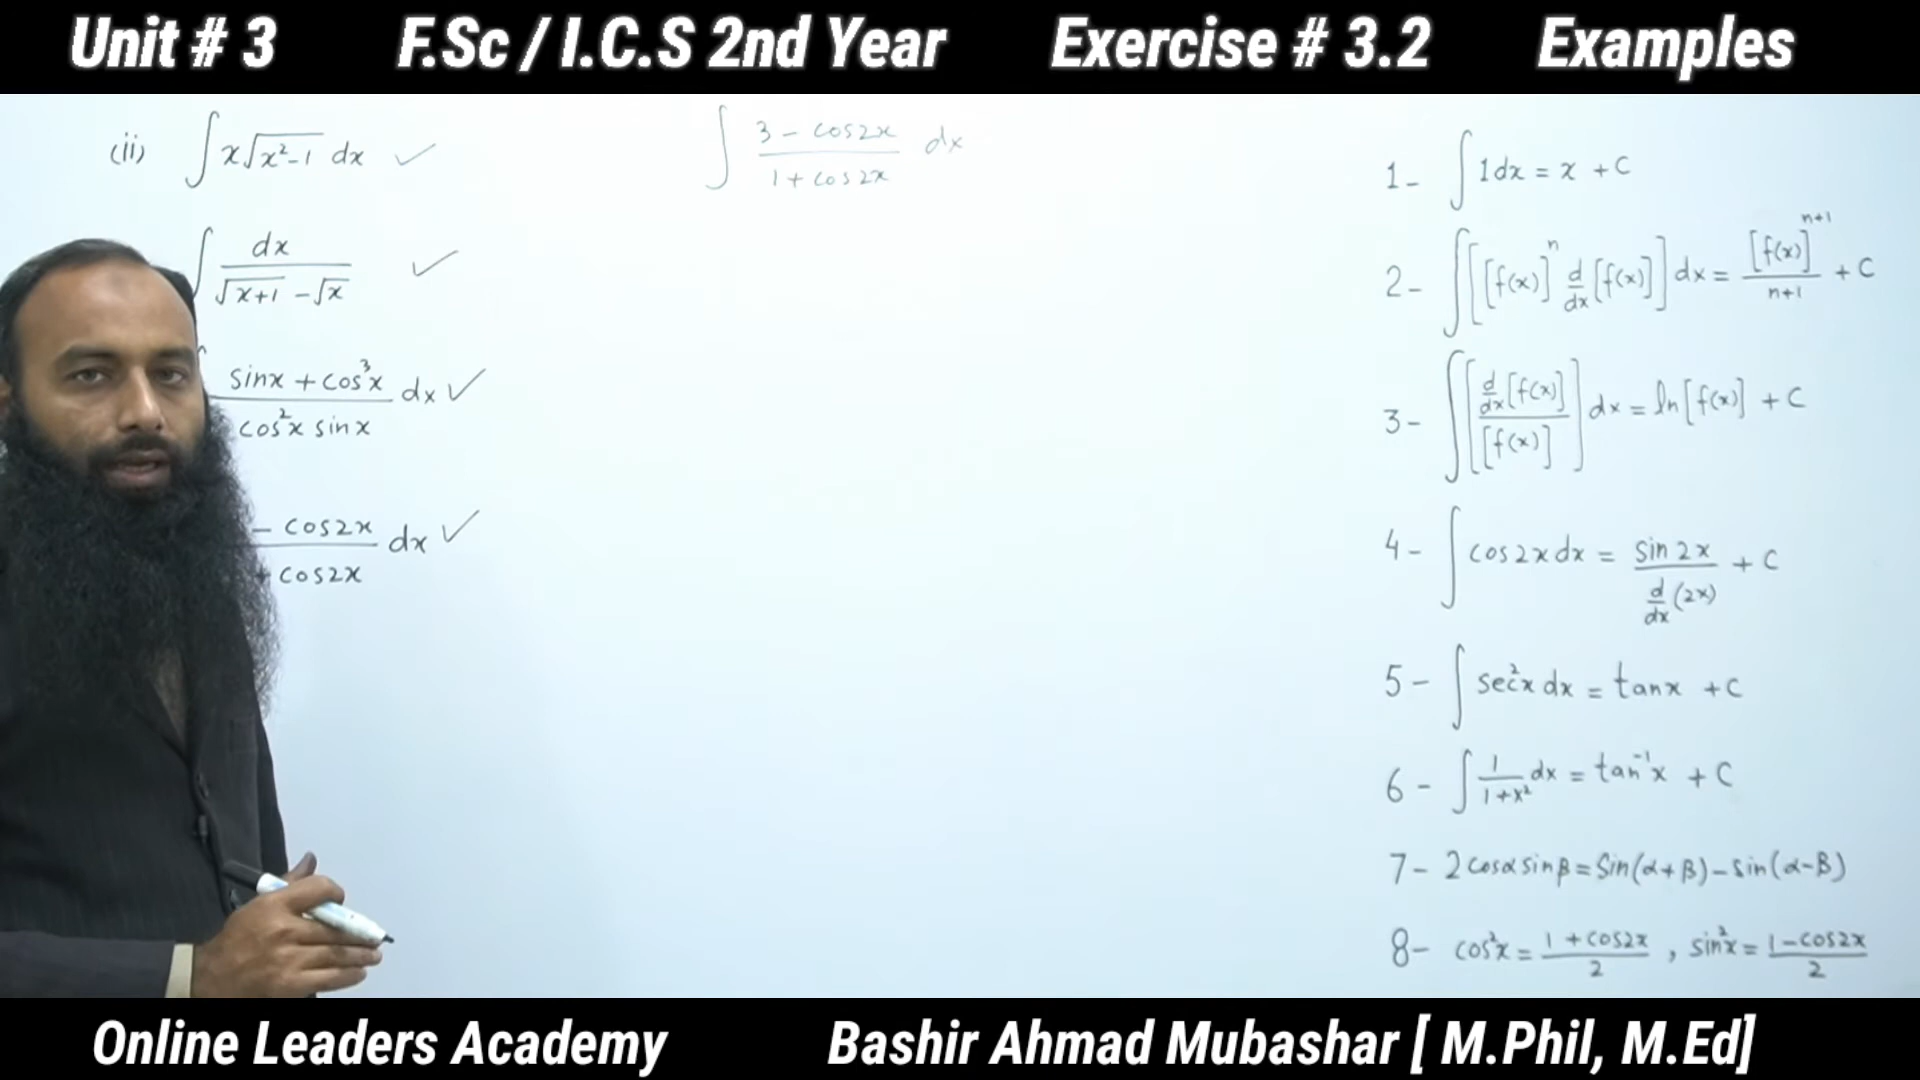 Unit # 3 F.Sc / I.C.S 2nd Year Exercise # 3.2 Examples
(ii) ∫ x√(x²-1) dx ✓
∫ dx / (√(x+1) - √x) ✓
sinx + cos³x / cos²x sinx dx ✓
- cos2x / + cos2x dx ✓
∫ (3 - cos2x) / (1 + cos2x) dx
1- ∫ 1dx = x + C
2- ∫ [[f(x)]ⁿ d/dx [f(x)]] dx = [f(x)]ⁿ⁺¹ / n+1 + C
3- ∫ [d/dx [f(x)] / [f(x)]] dx = ln [f(x)] + C
4- ∫ cos2x dx = sin 2x / d/dx (2x) + C
5- ∫ sec²x dx = tanx + C
6- ∫ 1/(1+x²) dx = tan⁻¹x + C
7- 2 cosα sinβ = Sin(α+β) - sin(α-β)
8- cos²x = (1 + cos2x) / 2 , sin²x = (1 - cos2x) / 2
Online Leaders Academy Bashir Ahmad Mubashar [ M.Phil, M.Ed]